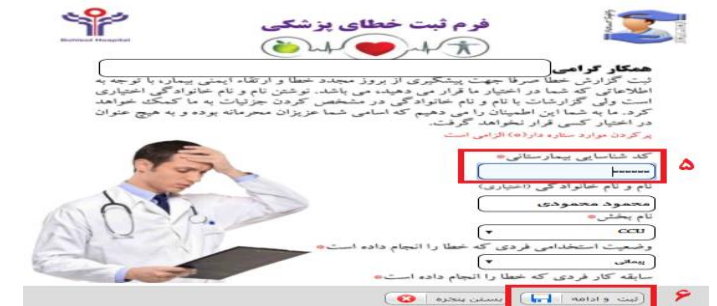 فرم ثبت خطای پزشکی
همکار گرامی
ثبت گزارش خطا صرفا جهت پیشگیری از بروز مجدد خطا و ارتقاء ایمنی بیمار، با توجه به
اطلاعاتی که شما در اختیار ما قرار می دهید، می باشد. نوشتن نام و نام خانوادگی اختیاری
است ولی گزارشات با نام و نام خانوادگی در مشخص کردن جزئیات به ما کمک خواهد
کرد. ما به شما این اطمینان را می دهیم که اسامی شما عزیزان محرمانه بوده و به هیچ عنوان
در اختیار کسی قرار نخواهد گرفت.
پر کردن موارد ستاره دار(*) الزامی است
کد شناسایی بیمارستانی*
۵
------
نام و نام خانوادگی (اختیاری)
محمود محمودی
نام بخش*
CCU
وضعیت استخدامی فردی که خطا را انجام داده است*
پیمانی
سابقه کار فردی که خطا را انجام داده است*
ثبت و ادامه
بستن پنجره
۶